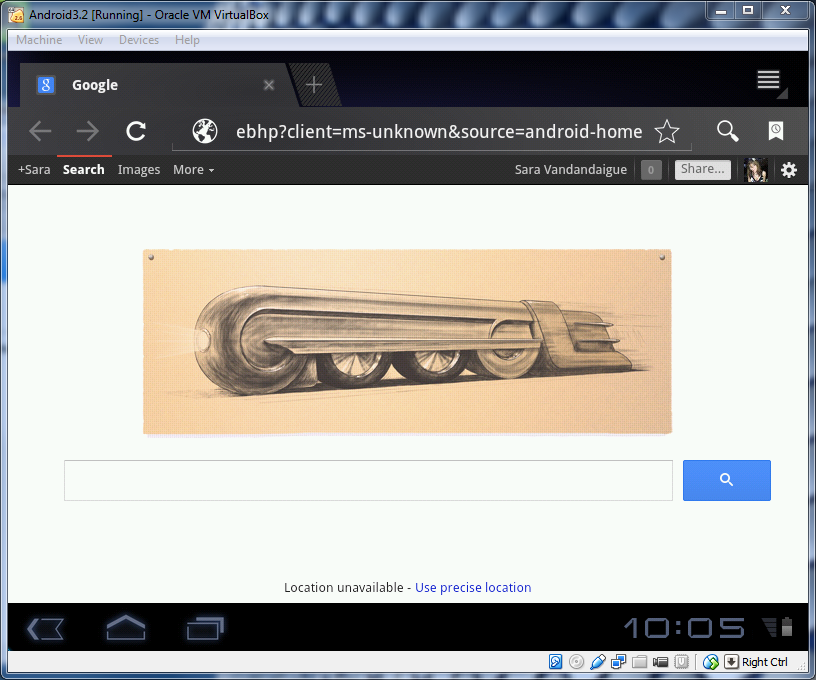 Android3.2 [Running] - Oracle VM VirtualBox
Machine View Devices Help
Google
ebhp?client=ms-unknown&source=android-home
+Sara Search Images More Sara Vandandaigue 0 Share...
Location unavailable - Use precise location
10:05
Right Ctrl